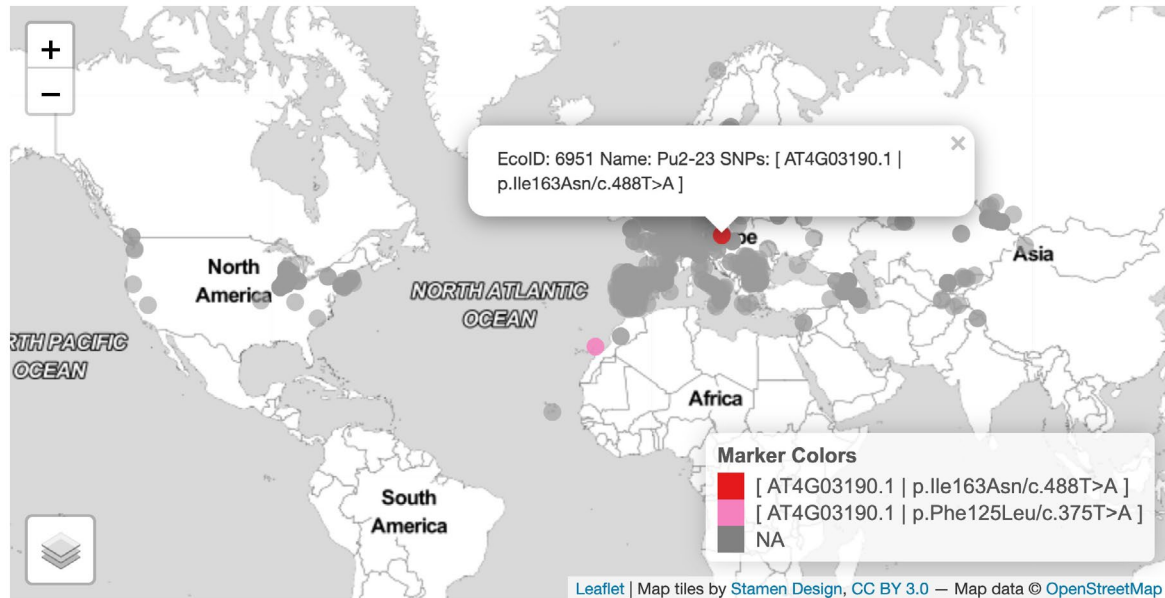 +
−
EcoID: 6951 Name: Pu2-23 SNPs: [ AT4G03190.1 |
p.Ile163Asn/c.488T>A ]
×
pe
Asia
North
America
NORTH ATLANTIC
OCEAN
RTH PACIFIC
OCEAN
Africa
South
America
Marker Colors
[ AT4G03190.1 | p.Ile163Asn/c.488T>A ]
[ AT4G03190.1 | p.Phe125Leu/c.375T>A ]
NA
Leaflet | Map tiles by Stamen Design, CC BY 3.0 — Map data © OpenStreetMap